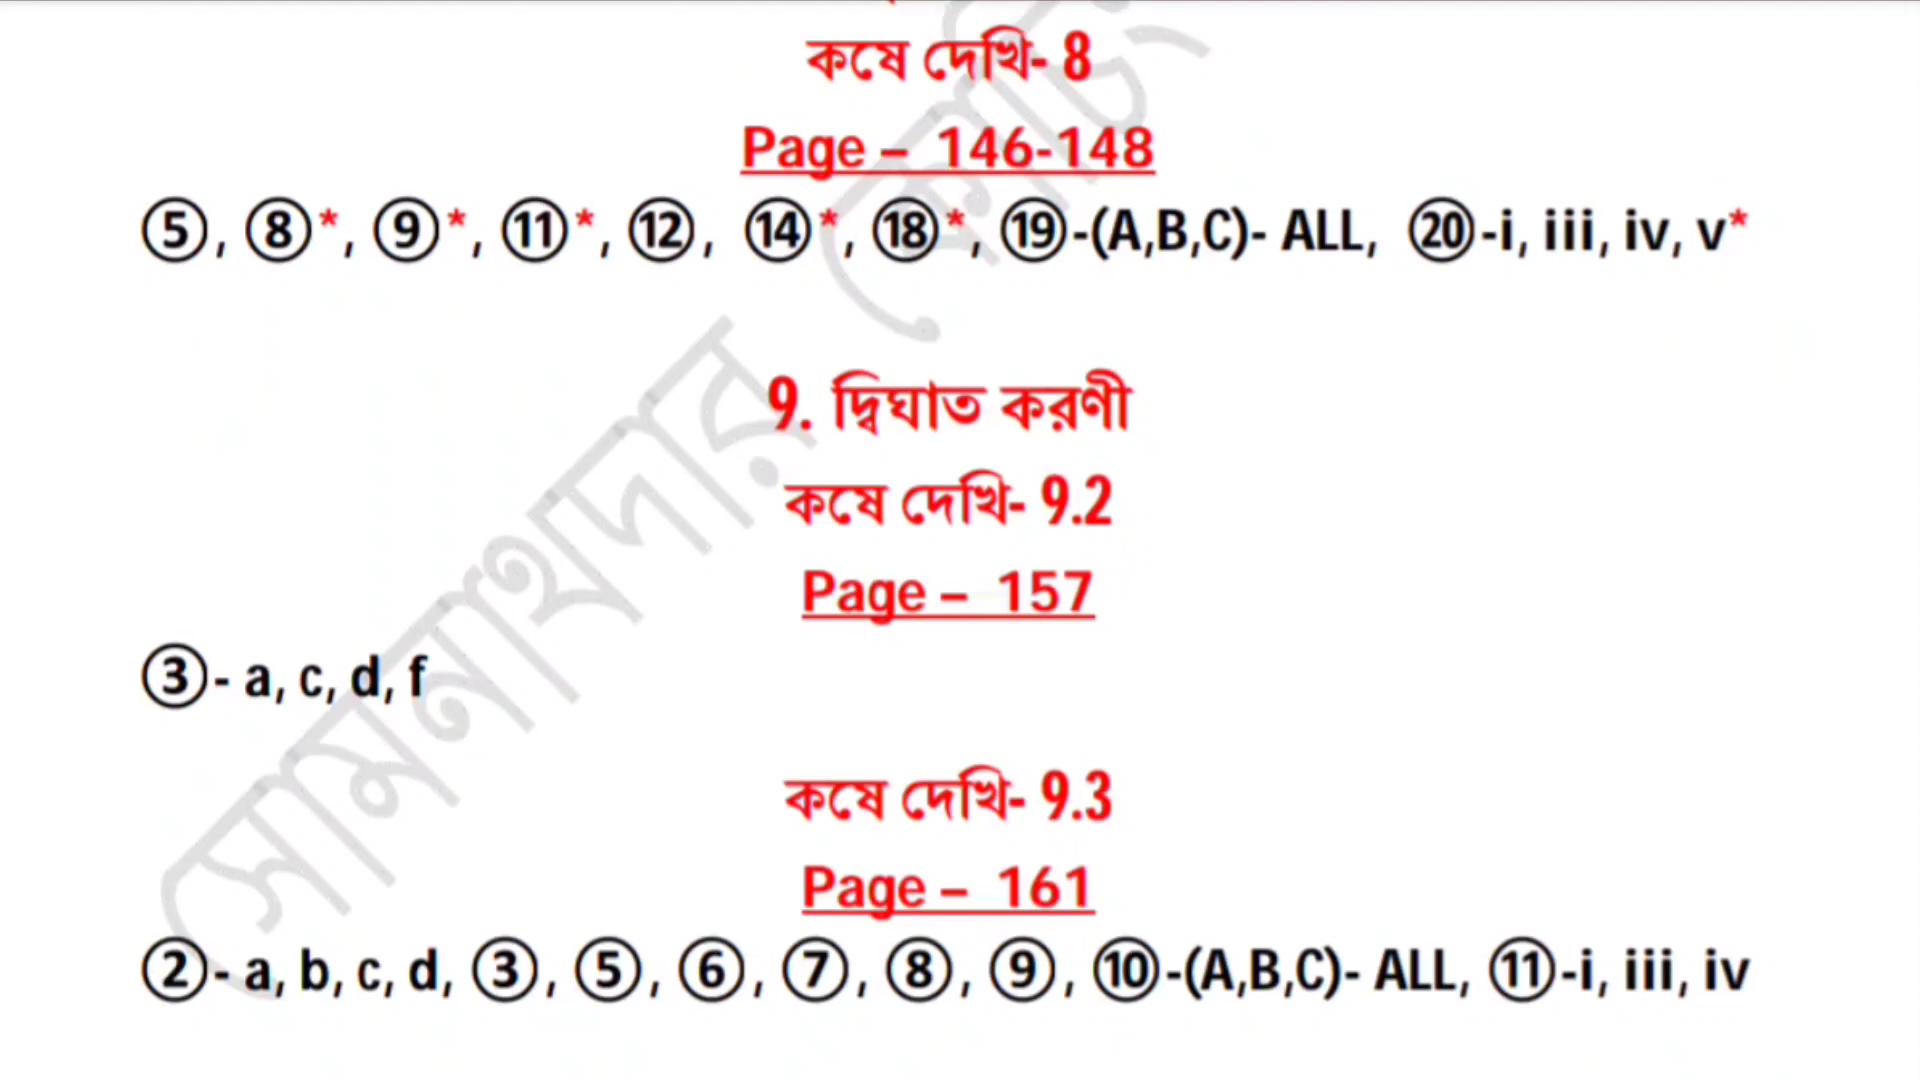 কষে দেখি- 8
Page – 146-148
⑤, ⑧*, ⑨*, ⑪*, ⑫, ⑭*, ⑱*, ⑲-(A,B,C)- ALL, ⑳-i, iii, iv, v*
9. দ্বিঘাত করণী
কষে দেখি- 9.2
Page – 157
③- a, c, d, f
কষে দেখি- 9.3
Page – 161
②- a, b, c, d, ③, ⑤, ⑥, ⑦, ⑧, ⑨, ⑩-(A,B,C)- ALL, ⑪-i, iii, iv
সোমনাথদার কোচিং